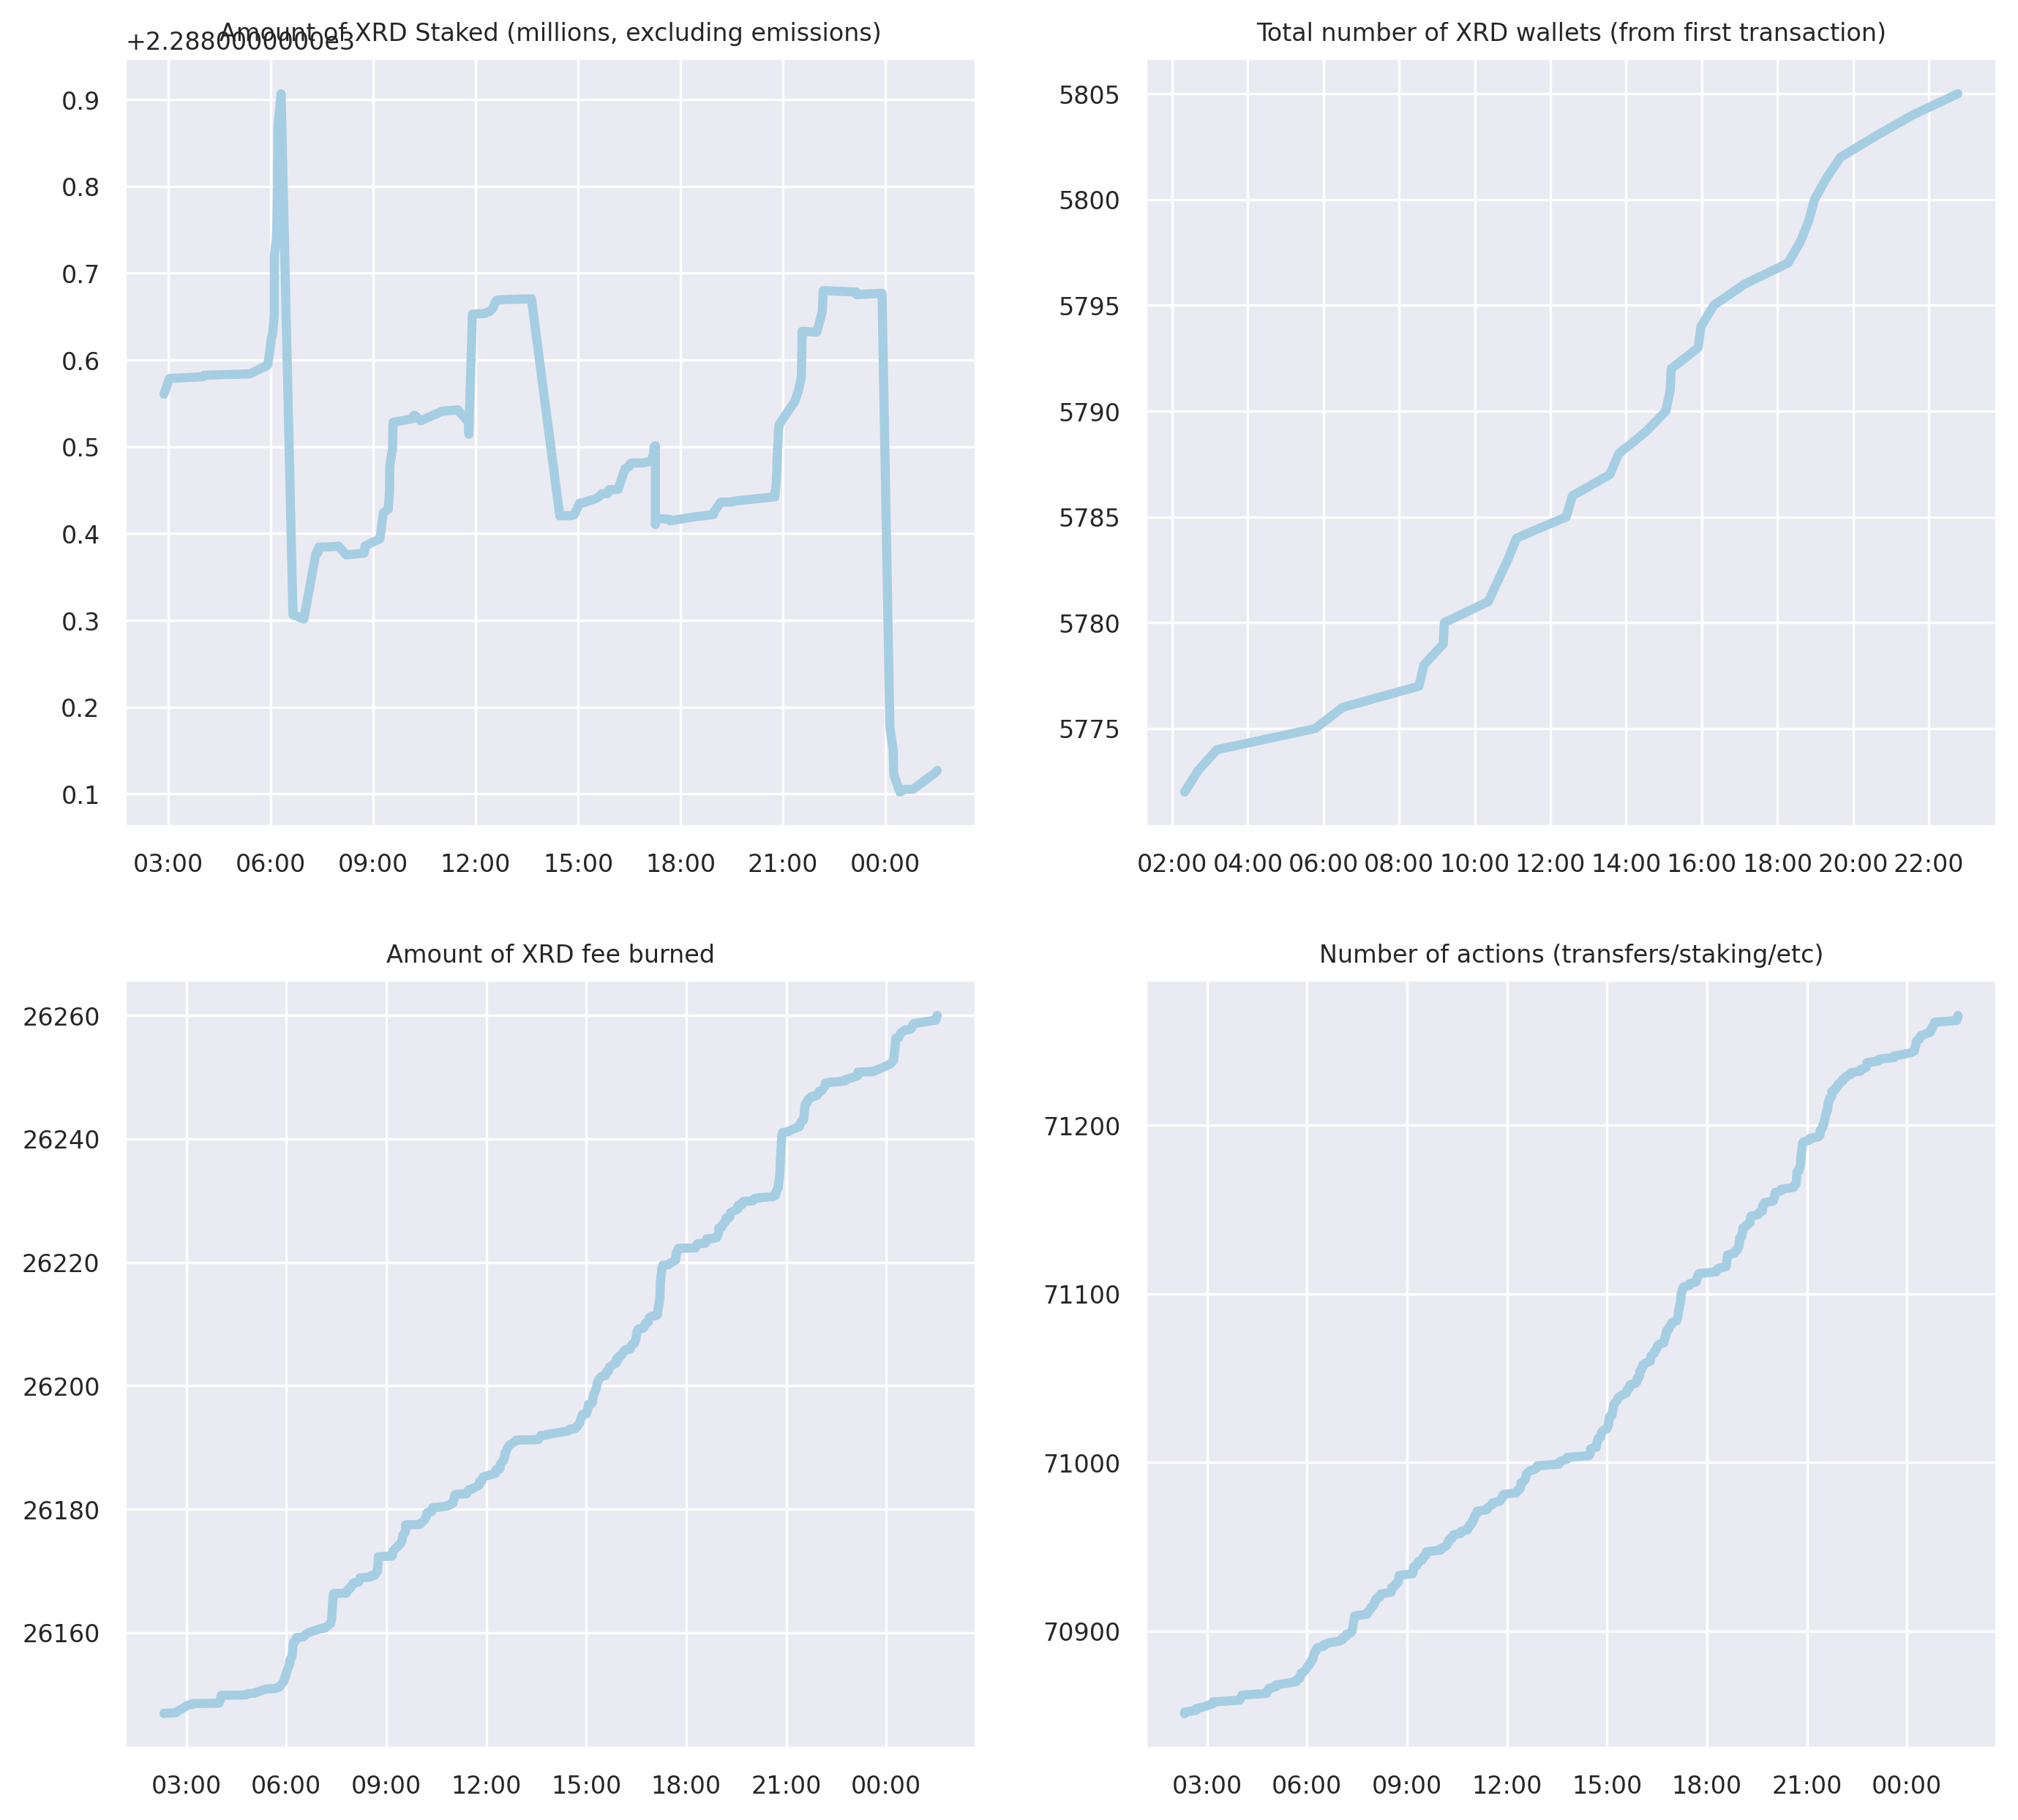 Amount of XRD Staked (millions, excluding emissions)
+2.2880000000e3
0.9
0.8
0.7
0.6
0.5
0.4
0.3
0.2
0.1
03:00 06:00 09:00 12:00 15:00 18:00 21:00 00:00
Total number of XRD wallets (from first transaction)
5805
5800
5795
5790
5785
5780
5775
02:00 04:00 06:00 08:00 10:00 12:00 14:00 16:00 18:00 20:00 22:00
Amount of XRD fee burned
26260
26240
26220
26200
26180
26160
03:00 06:00 09:00 12:00 15:00 18:00 21:00 00:00
Number of actions (transfers/staking/etc)
71200
71100
71000
70900
03:00 06:00 09:00 12:00 15:00 18:00 21:00 00:00